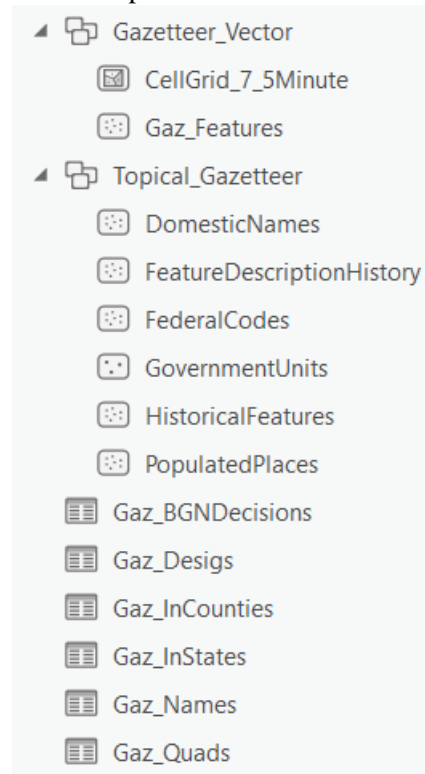 Gazetteer_Vector
CellGrid_7_5Minute
Gaz_Features
Topical_Gazetteer
DomesticNames
FeatureDescriptionHistory
FederalCodes
GovernmentUnits
HistoricalFeatures
PopulatedPlaces
Gaz_BGNDecisions
Gaz_Desigs
Gaz_InCounties
Gaz_InStates
Gaz_Names
Gaz_Quads